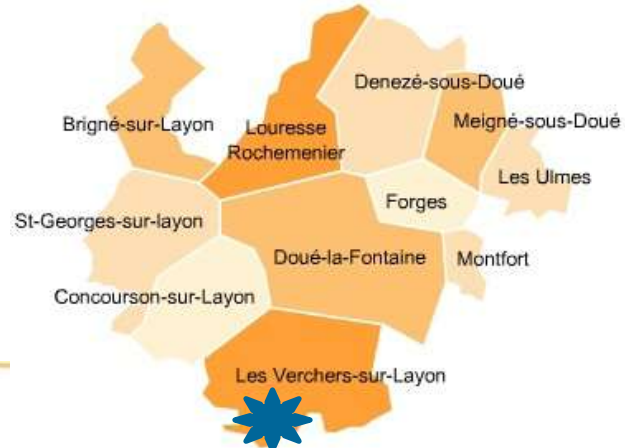 Denezé-sous-Doué
Brigné-sur-Layon
Louresse
Rochemenier
Meigné-sous-Doué
Les Ulmes
Forges
St-Georges-sur-layon
Doué-la-Fontaine
Montfort
Concourson-sur-Layon
Les Verchers-sur-Layon